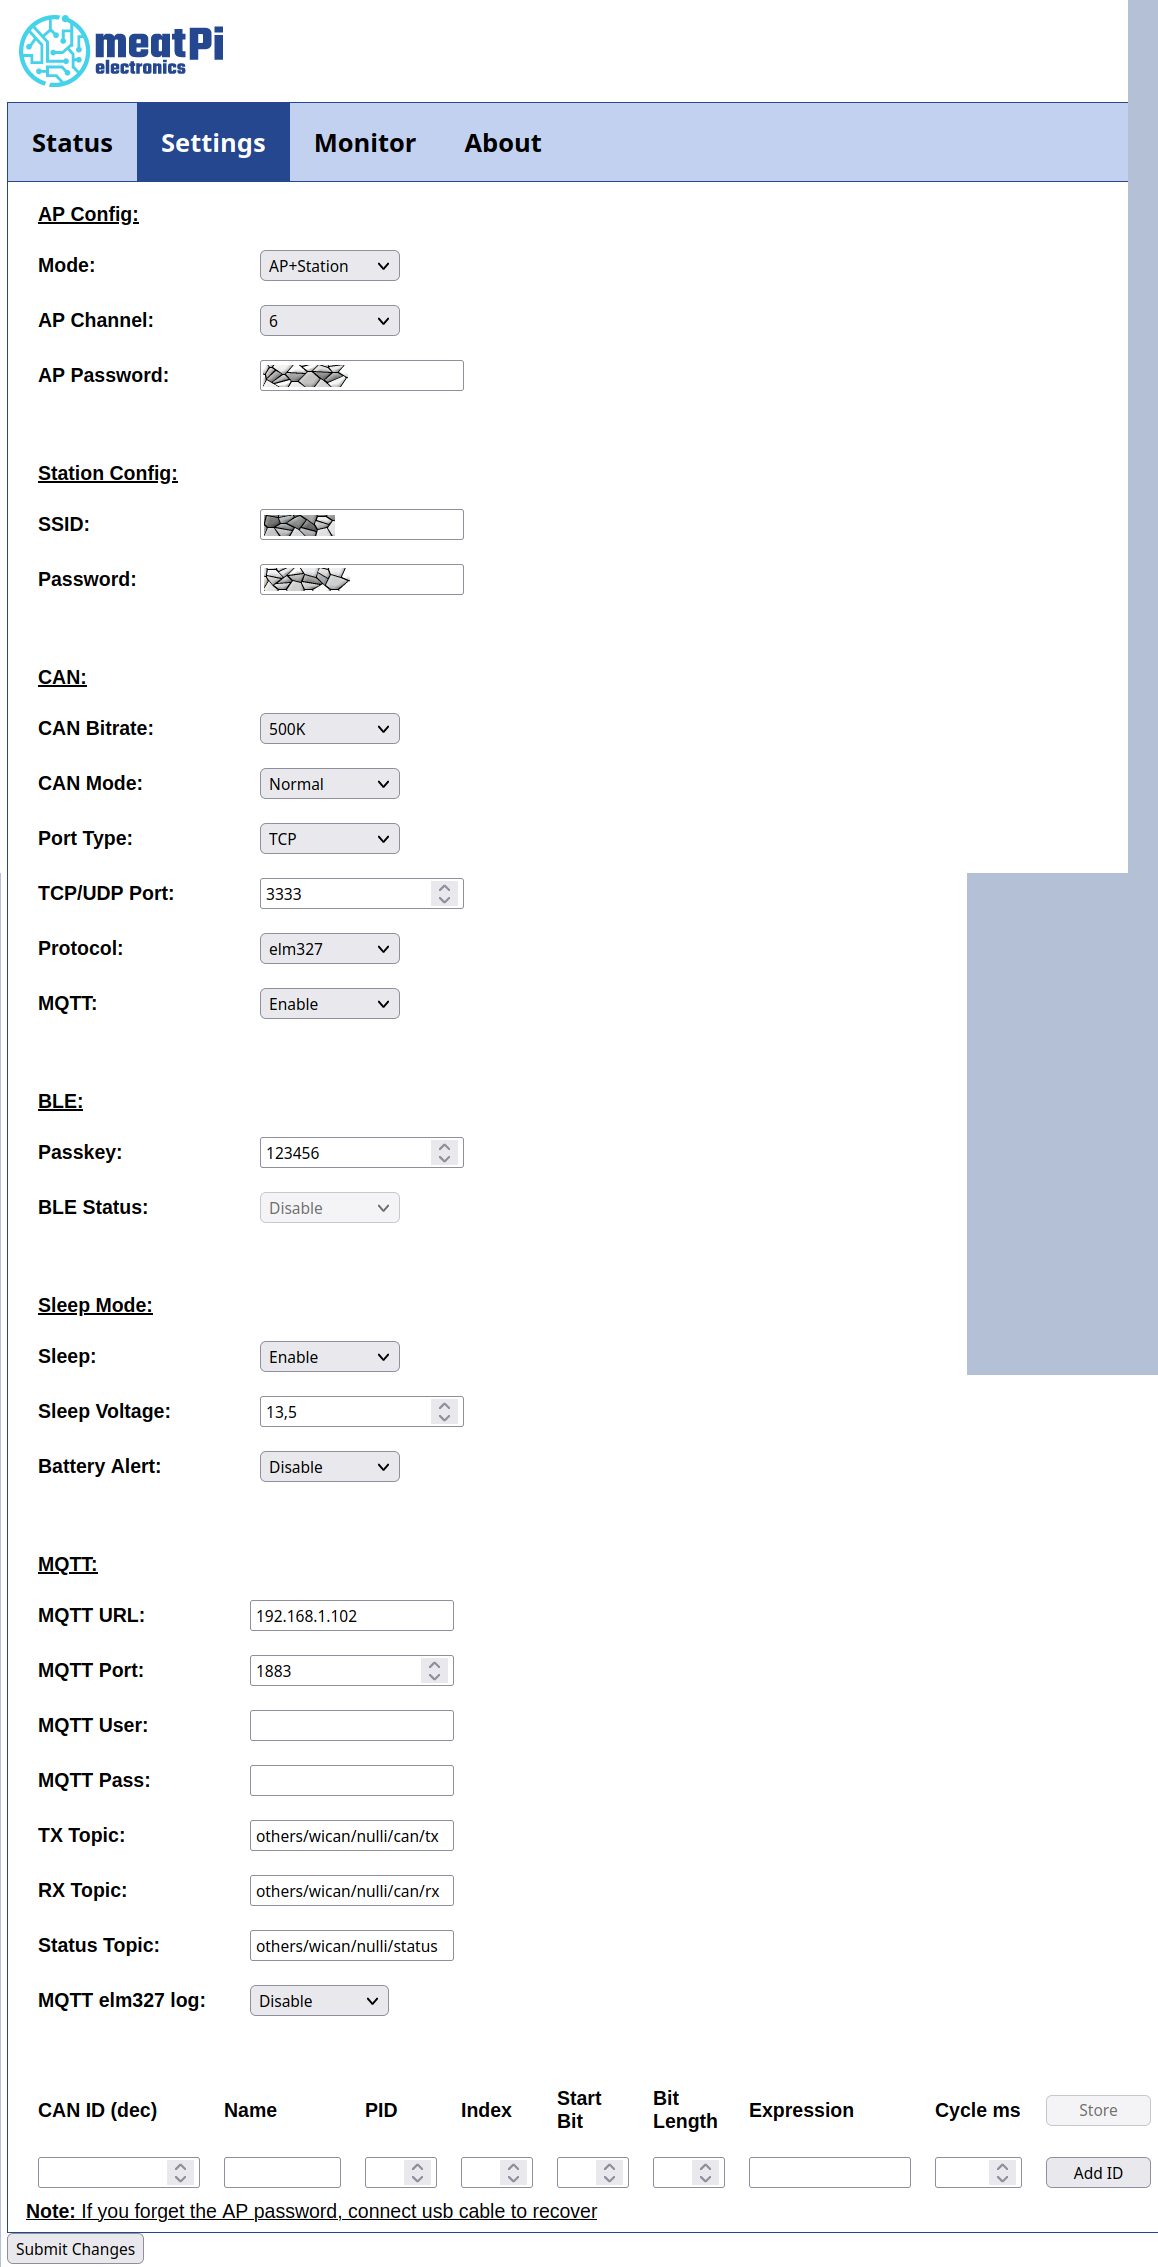 meatPi
electronics
Status Settings Monitor About
AP Config:
Mode: AP+Station
AP Channel: 6
AP Password:
Station Config:
SSID:
Password:
CAN:
CAN Bitrate: 500K
CAN Mode: Normal
Port Type: TCP
TCP/UDP Port: 3333
Protocol: elm327
MQTT: Enable
BLE:
Passkey: 123456
BLE Status: Disable
Sleep Mode:
Sleep: Enable
Sleep Voltage: 13,5
Battery Alert: Disable
MQTT:
MQTT URL: 192.168.1.102
MQTT Port: 1883
MQTT User:
MQTT Pass:
TX Topic: others/wican/nulli/can/tx
RX Topic: others/wican/nulli/can/rx
Status Topic: others/wican/nulli/status
MQTT elm327 log: Disable
CAN ID (dec) Name PID Index Start Bit Bit Length Expression Cycle ms Store
Add ID
Note: If you forget the AP password, connect usb cable to recover
Submit Changes